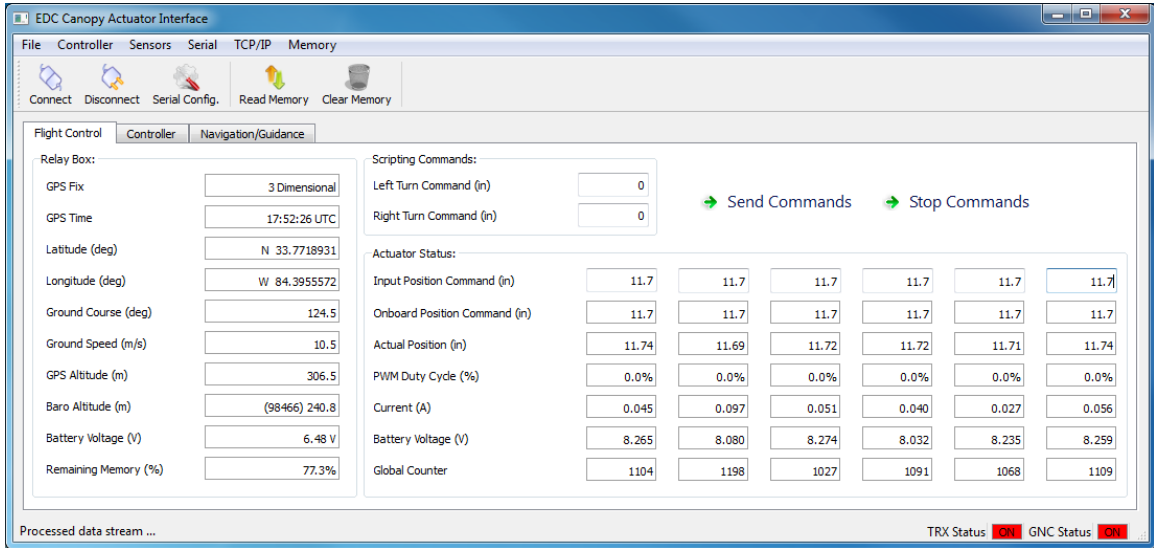 EDC Canopy Actuator Interface
File Controller Sensors Serial TCP/IP Memory
Connect Disconnect Serial Config. Read Memory Clear Memory
Flight Control Controller Navigation/Guidance
Relay Box:
GPS Fix 3 Dimensional
GPS Time 17:52:26 UTC
Latitude (deg) N 33.7718931
Longitude (deg) W 84.3955572
Ground Course (deg) 124.5
Ground Speed (m/s) 10.5
GPS Altitude (m) 306.5
Baro Altitude (m) (98466) 240.8
Battery Voltage (V) 6.48 V
Remaining Memory (%) 77.3%
Scripting Commands:
Left Turn Command (in) 0
Right Turn Command (in) 0
Send Commands Stop Commands
Actuator Status:
Input Position Command (in) 11.7 11.7 11.7 11.7 11.7 11.7
Onboard Position Command (in) 11.7 11.7 11.7 11.7 11.7 11.7
Actual Position (in) 11.74 11.69 11.72 11.72 11.71 11.74
PWM Duty Cycle (%) 0.0% 0.0% 0.0% 0.0% 0.0% 0.0%
Current (A) 0.045 0.097 0.051 0.040 0.027 0.056
Battery Voltage (V) 8.265 8.080 8.274 8.032 8.235 8.259
Global Counter 1104 1198 1027 1091 1068 1109
Processed data stream ... TRX Status ON GNC Status ON